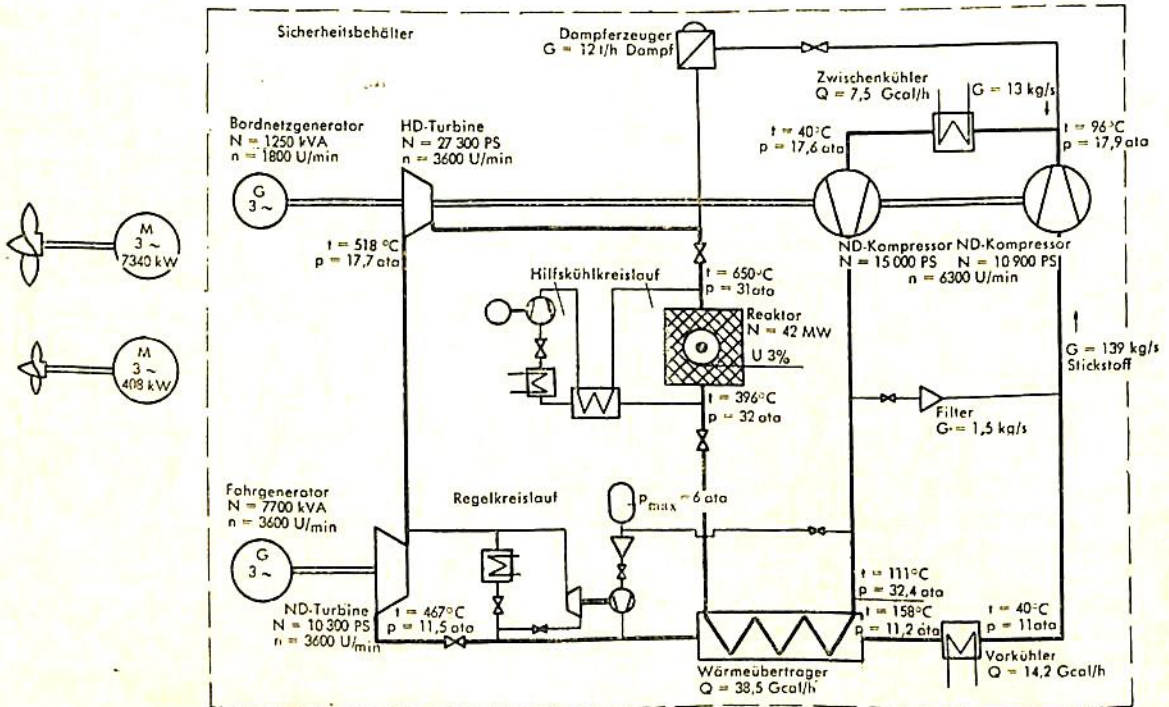 Sicherheitsbehälter
Dampferzeuger
G = 12 t/h Dampf
Zwischenkühler
Q = 7,5 Gcal/h
G = 13 kg/s
t = 40°C
p = 17,6 ata
t = 96°C
p = 17,9 ata
Bordnetzgenerator
N = 1250 kVA
n = 1800 U/min
HD-Turbine
N = 27 300 PS
n = 3600 U/min
G
3 ~
M
3 ~
7340 kW
t = 518 °C
p = 17,7 ata
ND-Kompressor
N = 15 000 PS
ND-Kompressor
N = 10 900 PS
n = 6300 U/min
Hilfskühlkreislauf
t = 650°C
p = 31 ata
Reaktor
N = 42 MW
U 3%
M
3 ~
408 kW
t = 396°C
p = 32 ata
G = 139 kg/s
Stickstoff
Filter
G = 1,5 kg/s
Fahrgenerator
N = 7700 kVA
n = 3600 U/min
Regelkreislauf
pmax = 6 ata
G
3 ~
ND-Turbine
N = 10 300 PS
n = 3600 U/min
t = 467°C
p = 11,5 ata
t = 111°C
p = 32,4 ata
t = 158°C
p = 11,2 ata
t = 40°C
p = 11 ata
Wärmeübertrager
Q = 38,5 Gcal/h
Vorkühler
Q = 14,2 Gcal/h